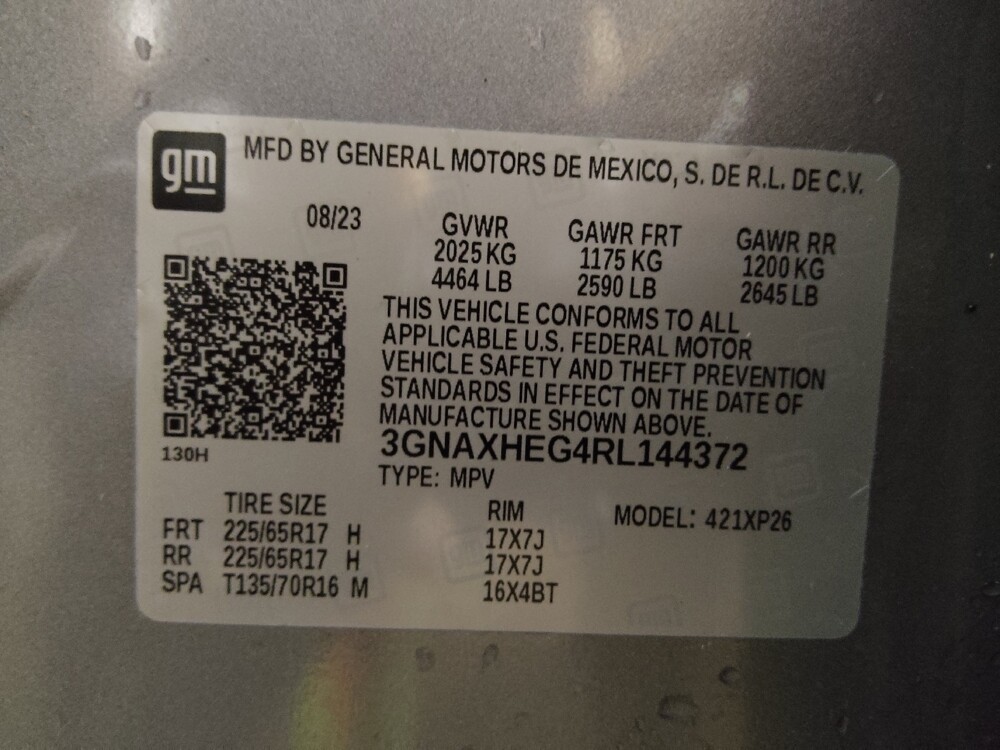 gm
MFD BY GENERAL MOTORS DE MEXICO, S. DE R.L. DE C.V.
08/23 GVWR GAWR FRT GAWR RR
2025 KG 1175 KG 1200 KG
4464 LB 2590 LB 2645 LB
THIS VEHICLE CONFORMS TO ALL
APPLICABLE U.S. FEDERAL MOTOR
VEHICLE SAFETY AND THEFT PREVENTION
STANDARDS IN EFFECT ON THE DATE OF
MANUFACTURE SHOWN ABOVE.
130H
3GNAXHEG4RL144372
TYPE: MPV
TIRE SIZE RIM MODEL: 421XP26
FRT 225/65R17 H 17X7J
RR 225/65R17 H 17X7J
SPA T135/70R16 M 16X4BT